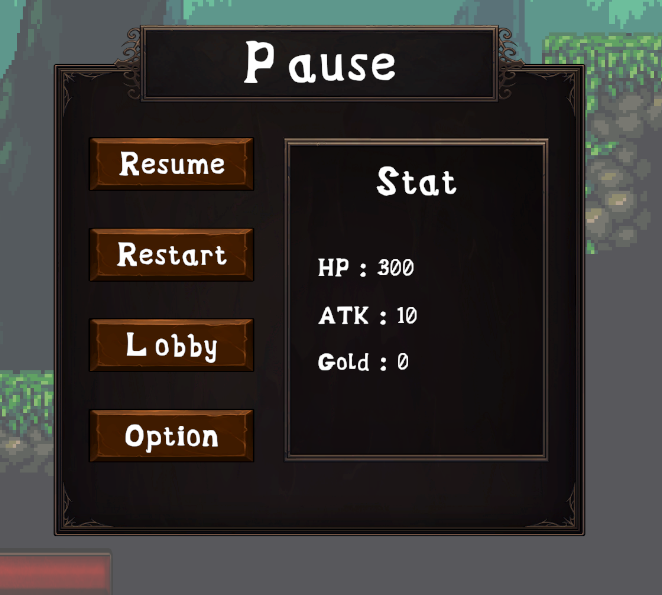 Pause
Resume
Restart
Lobby
Option
Stat
HP : 300
ATK : 10
Gold : 0